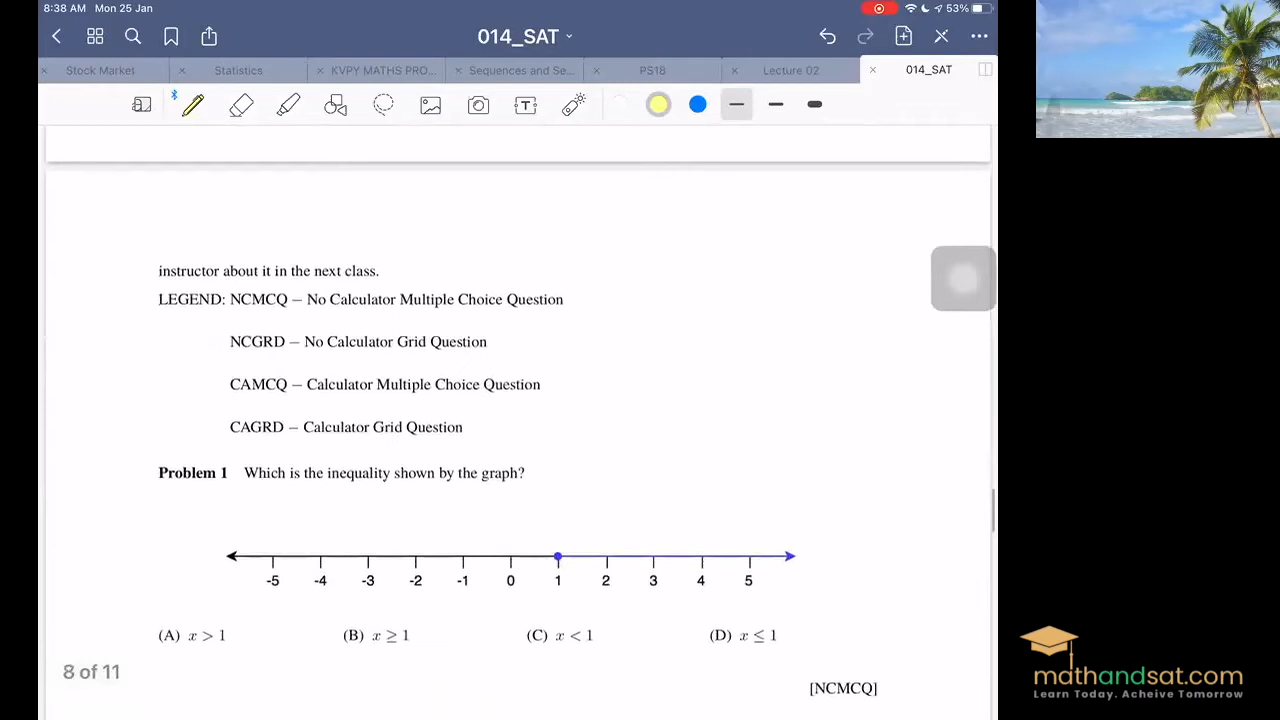 8:38 AM Mon 25 Jan
53%
014_SAT
Stock Market
Statistics
KVPY MATHS PRO...
Sequences and Se...
PS18
Lecture 02
014_SAT
T
instructor about it in the next class.
LEGEND: NCMCQ – No Calculator Multiple Choice Question
NCGRD – No Calculator Grid Question
CAMCQ – Calculator Multiple Choice Question
CAGRD – Calculator Grid Question
Problem 1 Which is the inequality shown by the graph?
-5 -4 -3 -2 -1 0 1 2 3 4 5
(A) x > 1 (B) x ≥ 1 (C) x < 1 (D) x ≤ 1
8 of 11
[NCMCQ]
mathandsat.com
Learn Today. Acheive Tomorrow